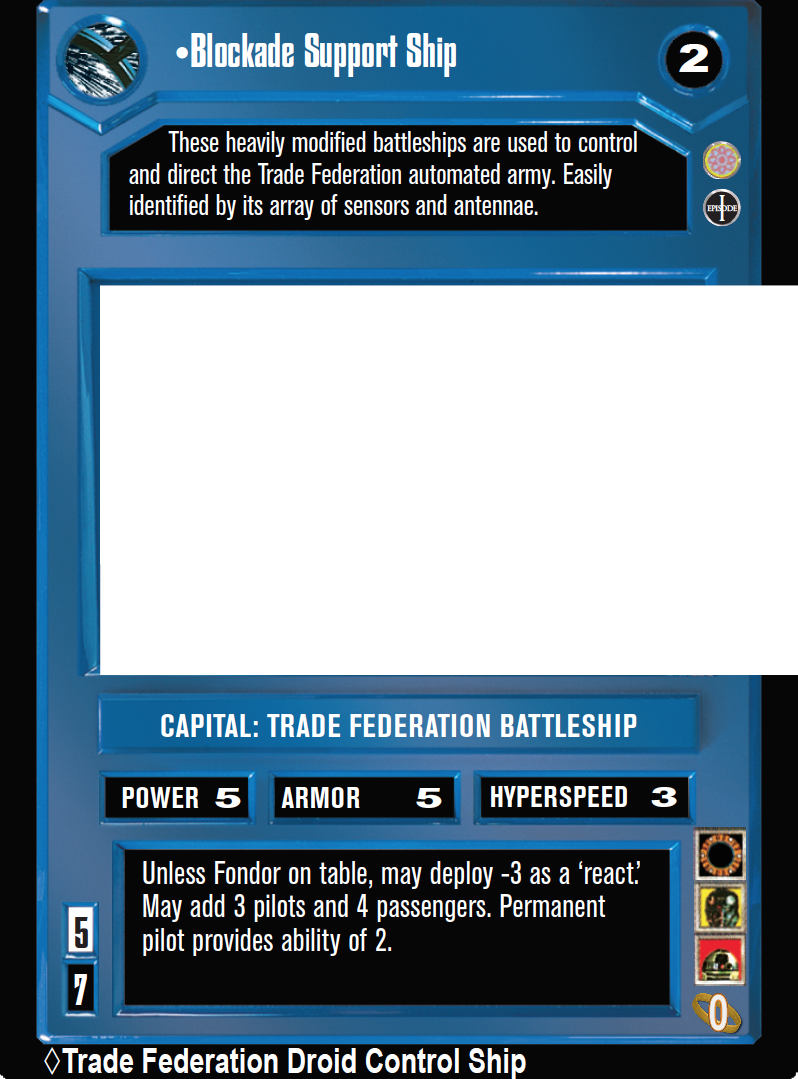 •Blockade Support Ship
2
These heavily modified battleships are used to control
and direct the Trade Federation automated army. Easily
identified by its array of sensors and antennae.
EPISODE I
CAPITAL: TRADE FEDERATION BATTLESHIP
POWER 5
ARMOR 5
HYPERSPEED 3
Unless Fondor on table, may deploy -3 as a ‘react.’
May add 3 pilots and 4 passengers. Permanent
pilot provides ability of 2.
5
7
0
◊Trade Federation Droid Control Ship